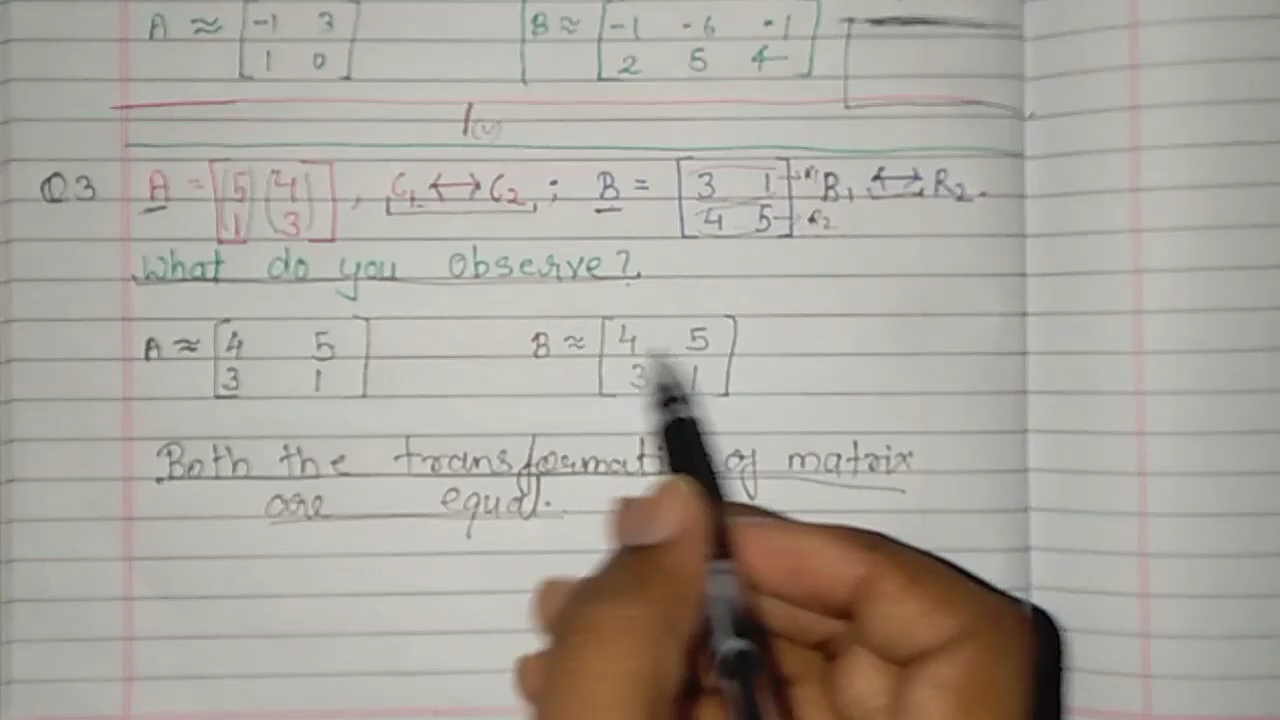 A ≈ [-1 3
1 0] B ≈ [-1 -6 -1
2 5 4]
Q3 A = [5 4
1 3], C₁ ↔ C₂ ; B = [3 1
4 5] R₁ ↔ R₂.
What do you observe?
A ≈ [4 5
3 1] B ≈ [4 5
3 1]
Both the transformati of matrix
are equal.